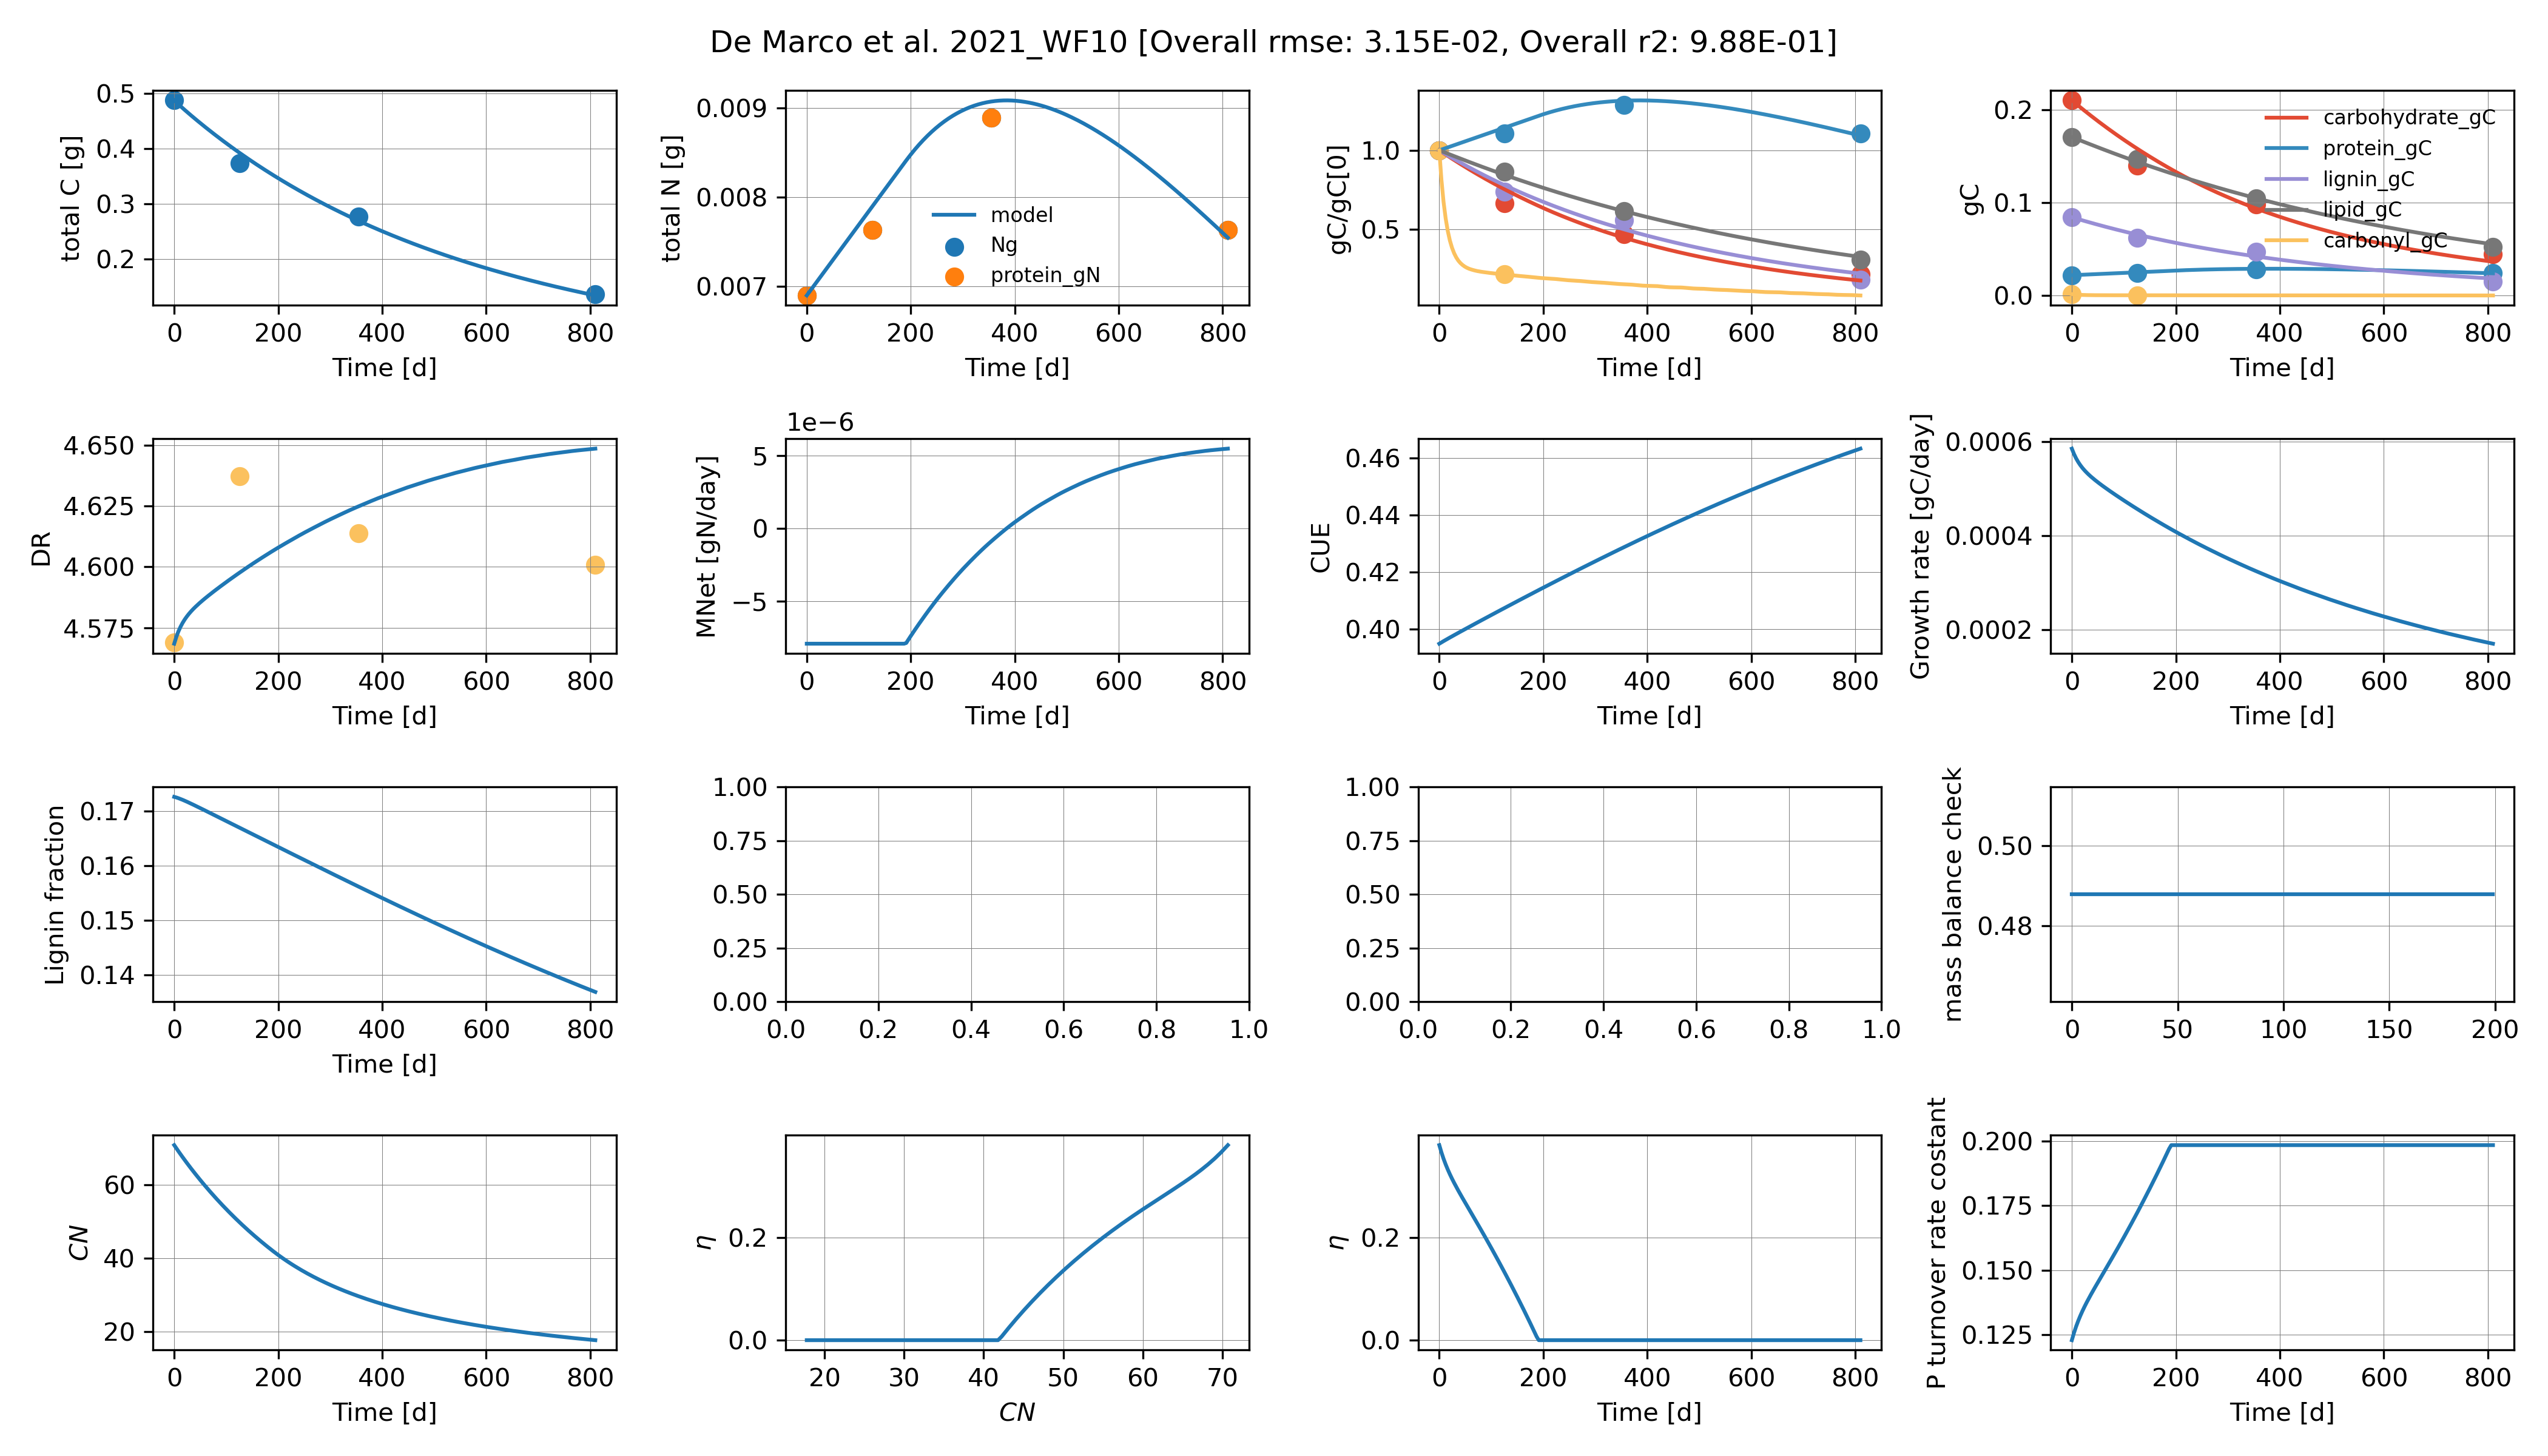 De Marco et al. 2021_WF10 [Overall rmse: 3.15E-02, Overall r2: 9.88E-01]
total C [g]
0.5
0.4
0.3
0.2
0 200 400 600 800
Time [d]
total N [g]
0.009
0.008
0.007
model
Ng
protein_gN
0 200 400 600 800
Time [d]
gC/gC[0]
1.0
0.5
0 200 400 600 800
Time [d]
gC
0.2
0.1
0.0
carbohydrate_gC
protein_gC
lignin_gC
lipid_gC
carbonyl_gC
0 200 400 600 800
Time [d]
DR
4.650
4.625
4.600
4.575
0 200 400 600 800
Time [d]
1e−6
MNet [gN/day]
5
0
−5
0 200 400 600 800
Time [d]
CUE
0.46
0.44
0.42
0.40
0 200 400 600 800
Time [d]
Growth rate [gC/day]
0.0006
0.0004
0.0002
0 200 400 600 800
Time [d]
Lignin fraction
0.17
0.16
0.15
0.14
0 200 400 600 800
Time [d]
1.00
0.75
0.50
0.25
0.00
0.0 0.2 0.4 0.6 0.8 1.0
1.00
0.75
0.50
0.25
0.00
0.0 0.2 0.4 0.6 0.8 1.0
mass balance check
0.50
0.48
0 50 100 150 200
CN
60
40
20
0 200 400 600 800
Time [d]
η
0.2
0.0
20 30 40 50 60 70
CN
η
0.2
0.0
0 200 400 600 800
Time [d]
P turnover rate costant
0.200
0.175
0.150
0.125
0 200 400 600 800
Time [d]